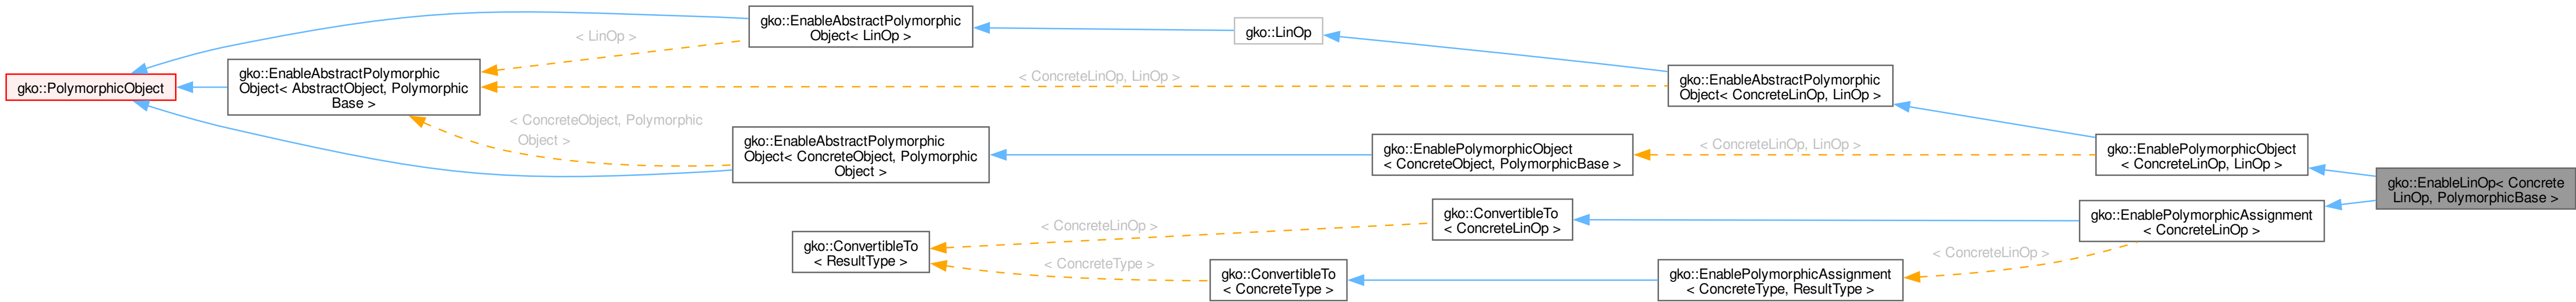 gko::PolymorphicObject
gko::EnableAbstractPolymorphic
Object< AbstractObject, Polymorphic
Base >
gko::EnableAbstractPolymorphic
Object< LinOp >
< LinOp >
gko::LinOp
< ConcreteLinOp, LinOp >
gko::EnableAbstractPolymorphic
Object< ConcreteLinOp, LinOp >
< ConcreteObject, Polymorphic
Object >
gko::EnableAbstractPolymorphic
Object< ConcreteObject, Polymorphic
Object >
gko::EnablePolymorphicObject
< ConcreteObject, PolymorphicBase >
< ConcreteLinOp, LinOp >
gko::EnablePolymorphicObject
< ConcreteLinOp, LinOp >
gko::EnableLinOp< Concrete
LinOp, PolymorphicBase >
gko::ConvertibleTo
< ResultType >
< ConcreteLinOp >
gko::ConvertibleTo
< ConcreteLinOp >
gko::EnablePolymorphicAssignment
< ConcreteLinOp >
< ConcreteType >
gko::ConvertibleTo
< ConcreteType >
gko::EnablePolymorphicAssignment
< ConcreteType, ResultType >
< ConcreteLinOp >